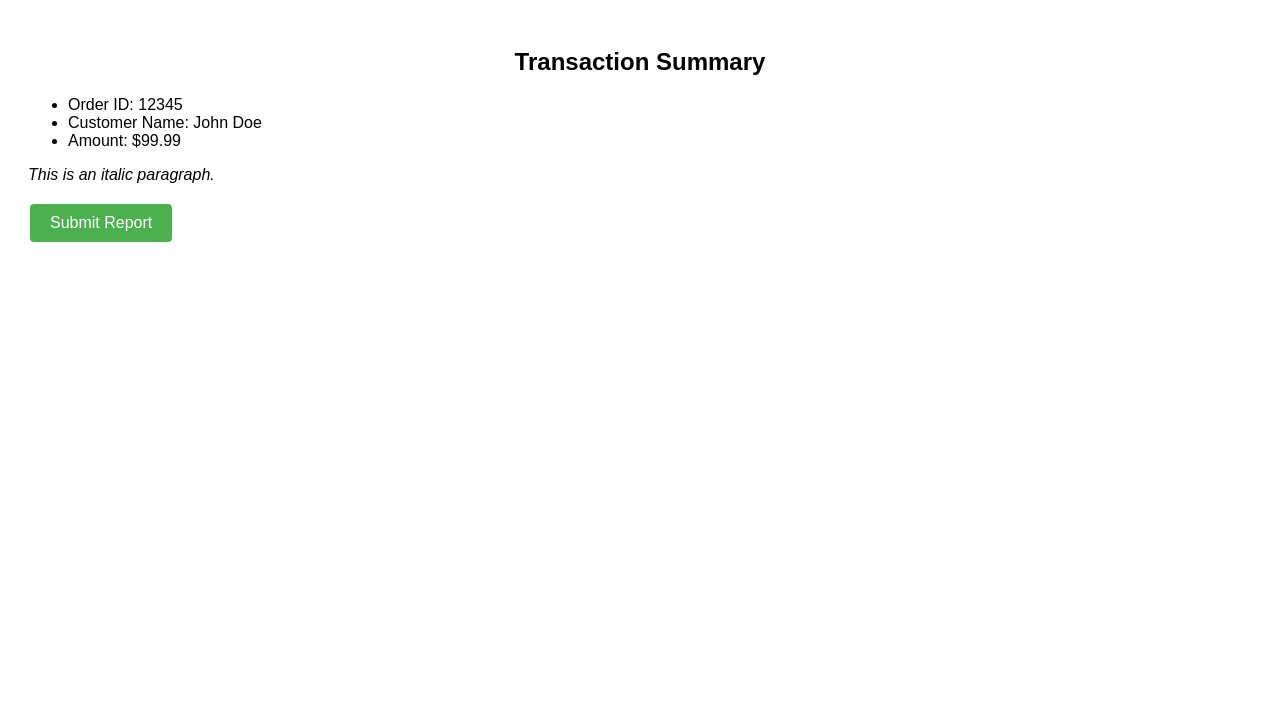 Transaction Summary
Order ID: 12345
Customer Name: John Doe
Amount: $99.99
This is an italic paragraph.
Submit Report